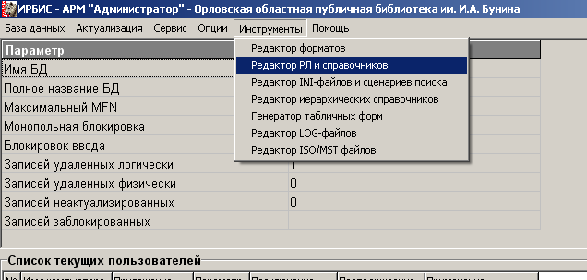 ИРБИС - АРМ "Администратор" - Орловская областная публичная библиотека им. И.А. Бунина
База данных Актуализация Сервис Опции Инструменты Помощь
Параметр
Имя БД
Полное название БД
Максимальный MFN
Монопольная блокировка
Блокировок ввода
Записей удаленных логически 1
Записей удаленных физически 0
Записей неактуализированных 0
Записей заблокированных
Редактор форматов
Редактор РЛ и справочников
Редактор INI-файлов и сценариев поиска
Редактор иерархических справочников
Генератор табличных форм
Редактор LOG-файлов
Редактор ISO/MST файлов
Список текущих пользователей